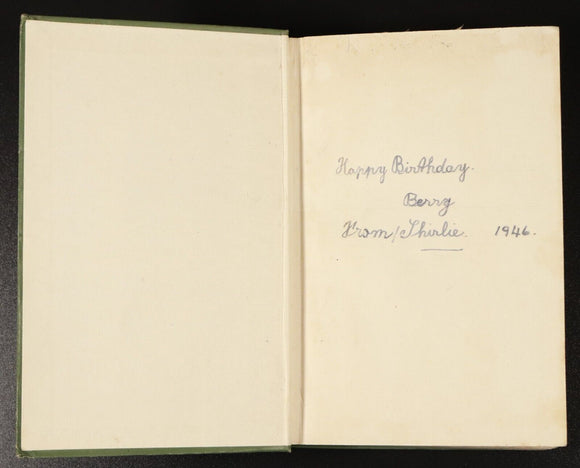 Happy Birthday.
Berry
From/Shirlie. 1946.